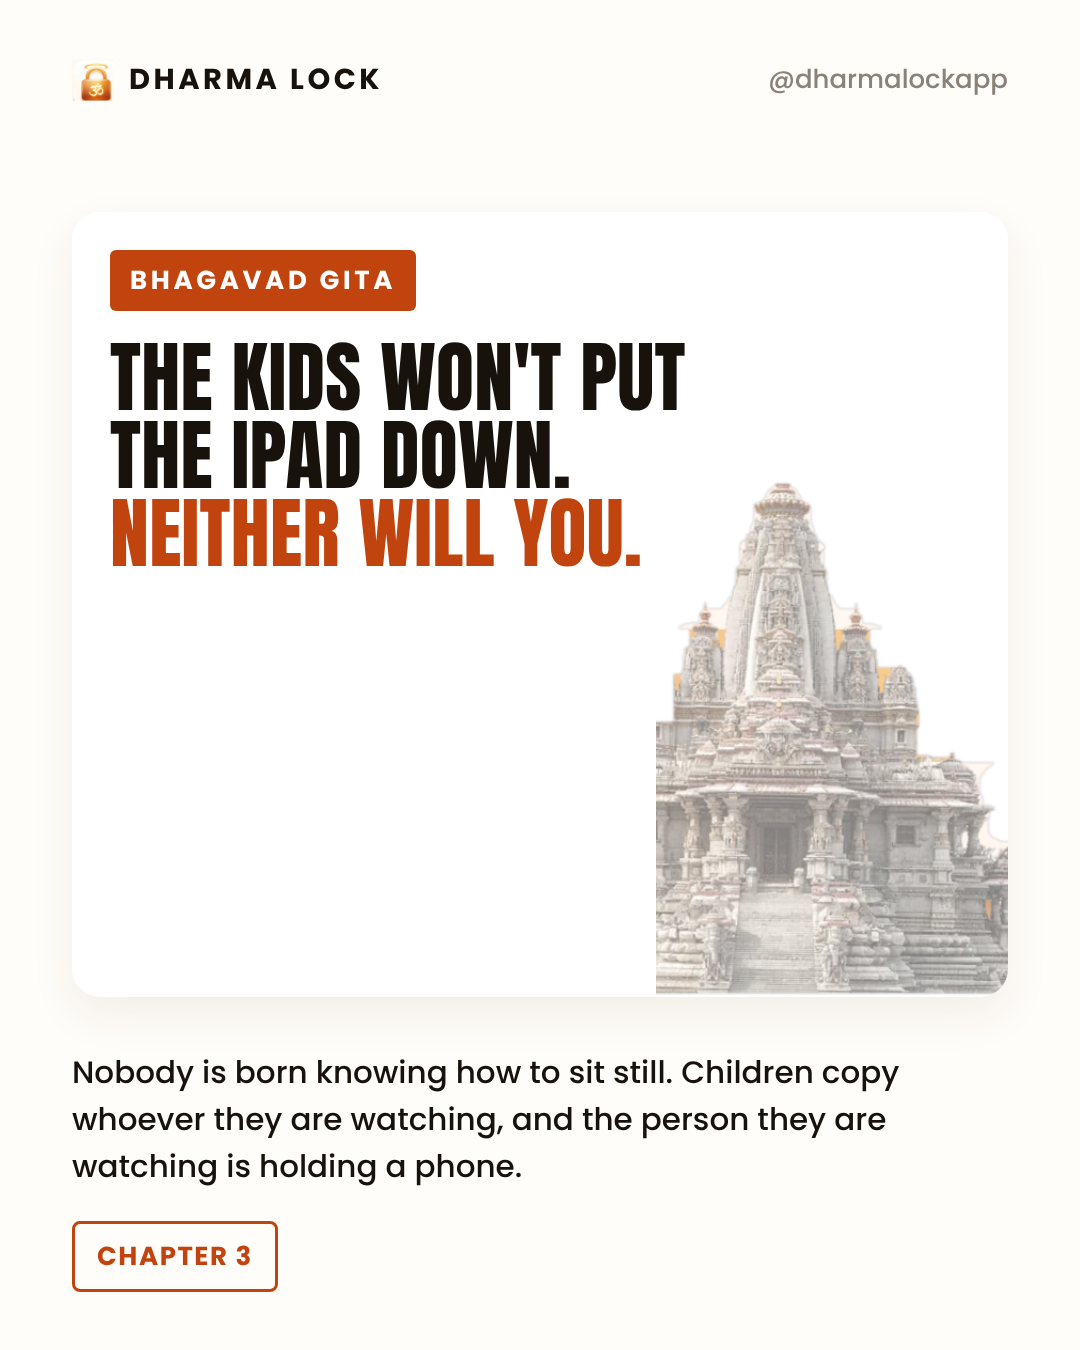 DHARMA LOCK
@dharmalockapp
BHAGAVAD GITA
THE KIDS WON'T PUT
THE IPAD DOWN.
NEITHER WILL YOU.
Nobody is born knowing how to sit still. Children copy
whoever they are watching, and the person they are
watching is holding a phone.
CHAPTER 3